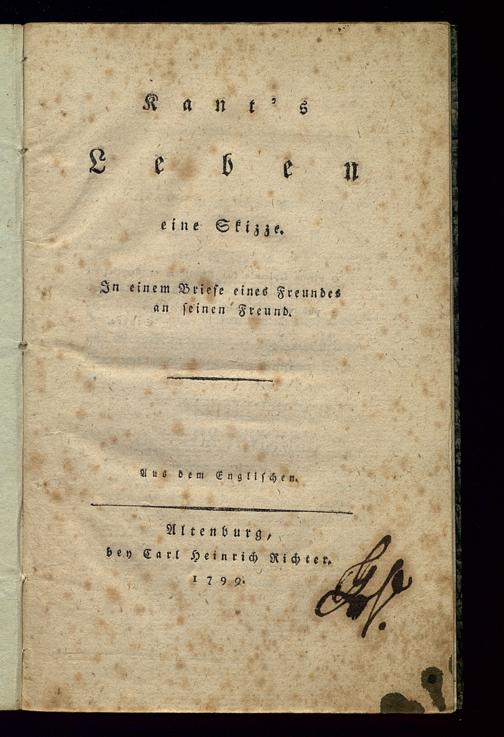 Kant's
Leben
eine Skizze.
In einem Briefe eines Freundes
an seinen Freund.
Aus dem Englischen.
Altenburg,
bey Carl Heinrich Richter.
1799.